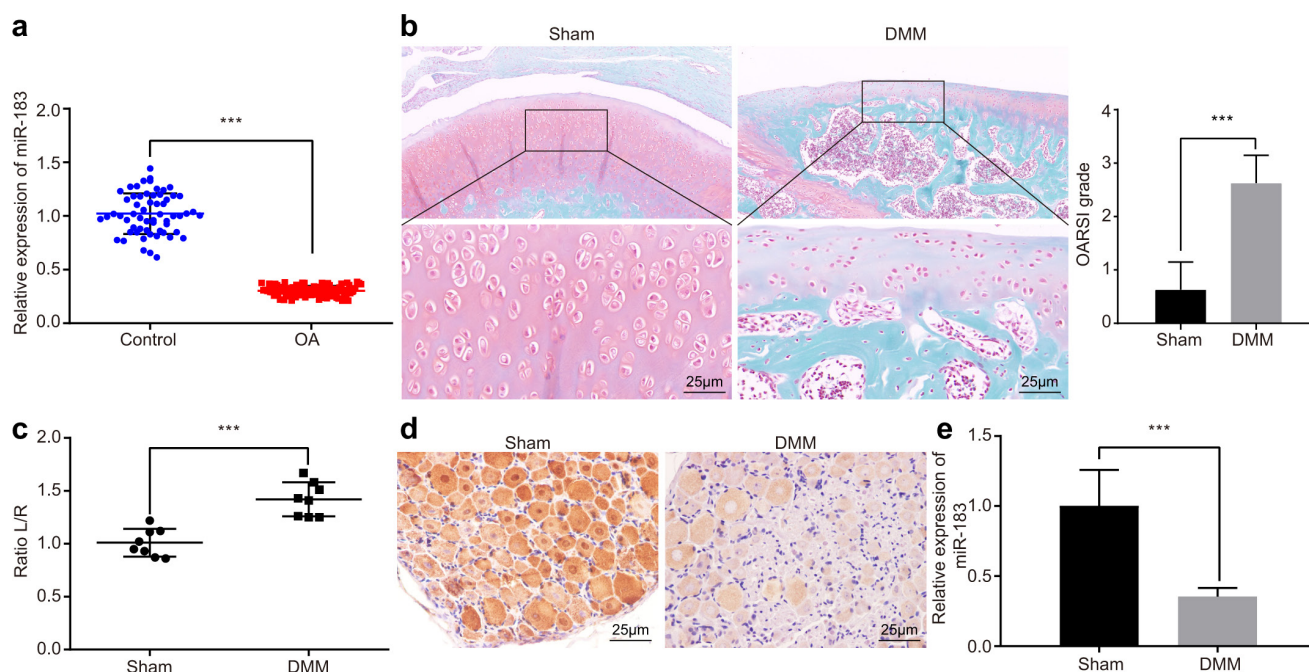 a
Relative expression of miR-183
2.0
1.5
1.0
0.5
0.0
***
Control
OA
b
Sham
DMM
25μm
25μm
OARSI grade
4
3
2
1
0
***
Sham
DMM
c
Ratio L/R
2.0
1.5
1.0
0.5
0.0
***
Sham
DMM
d
Sham
DMM
25μm
25μm
e
Relative expression of
miR-183
1.5
1.0
0.5
0.0
***
Sham
DMM